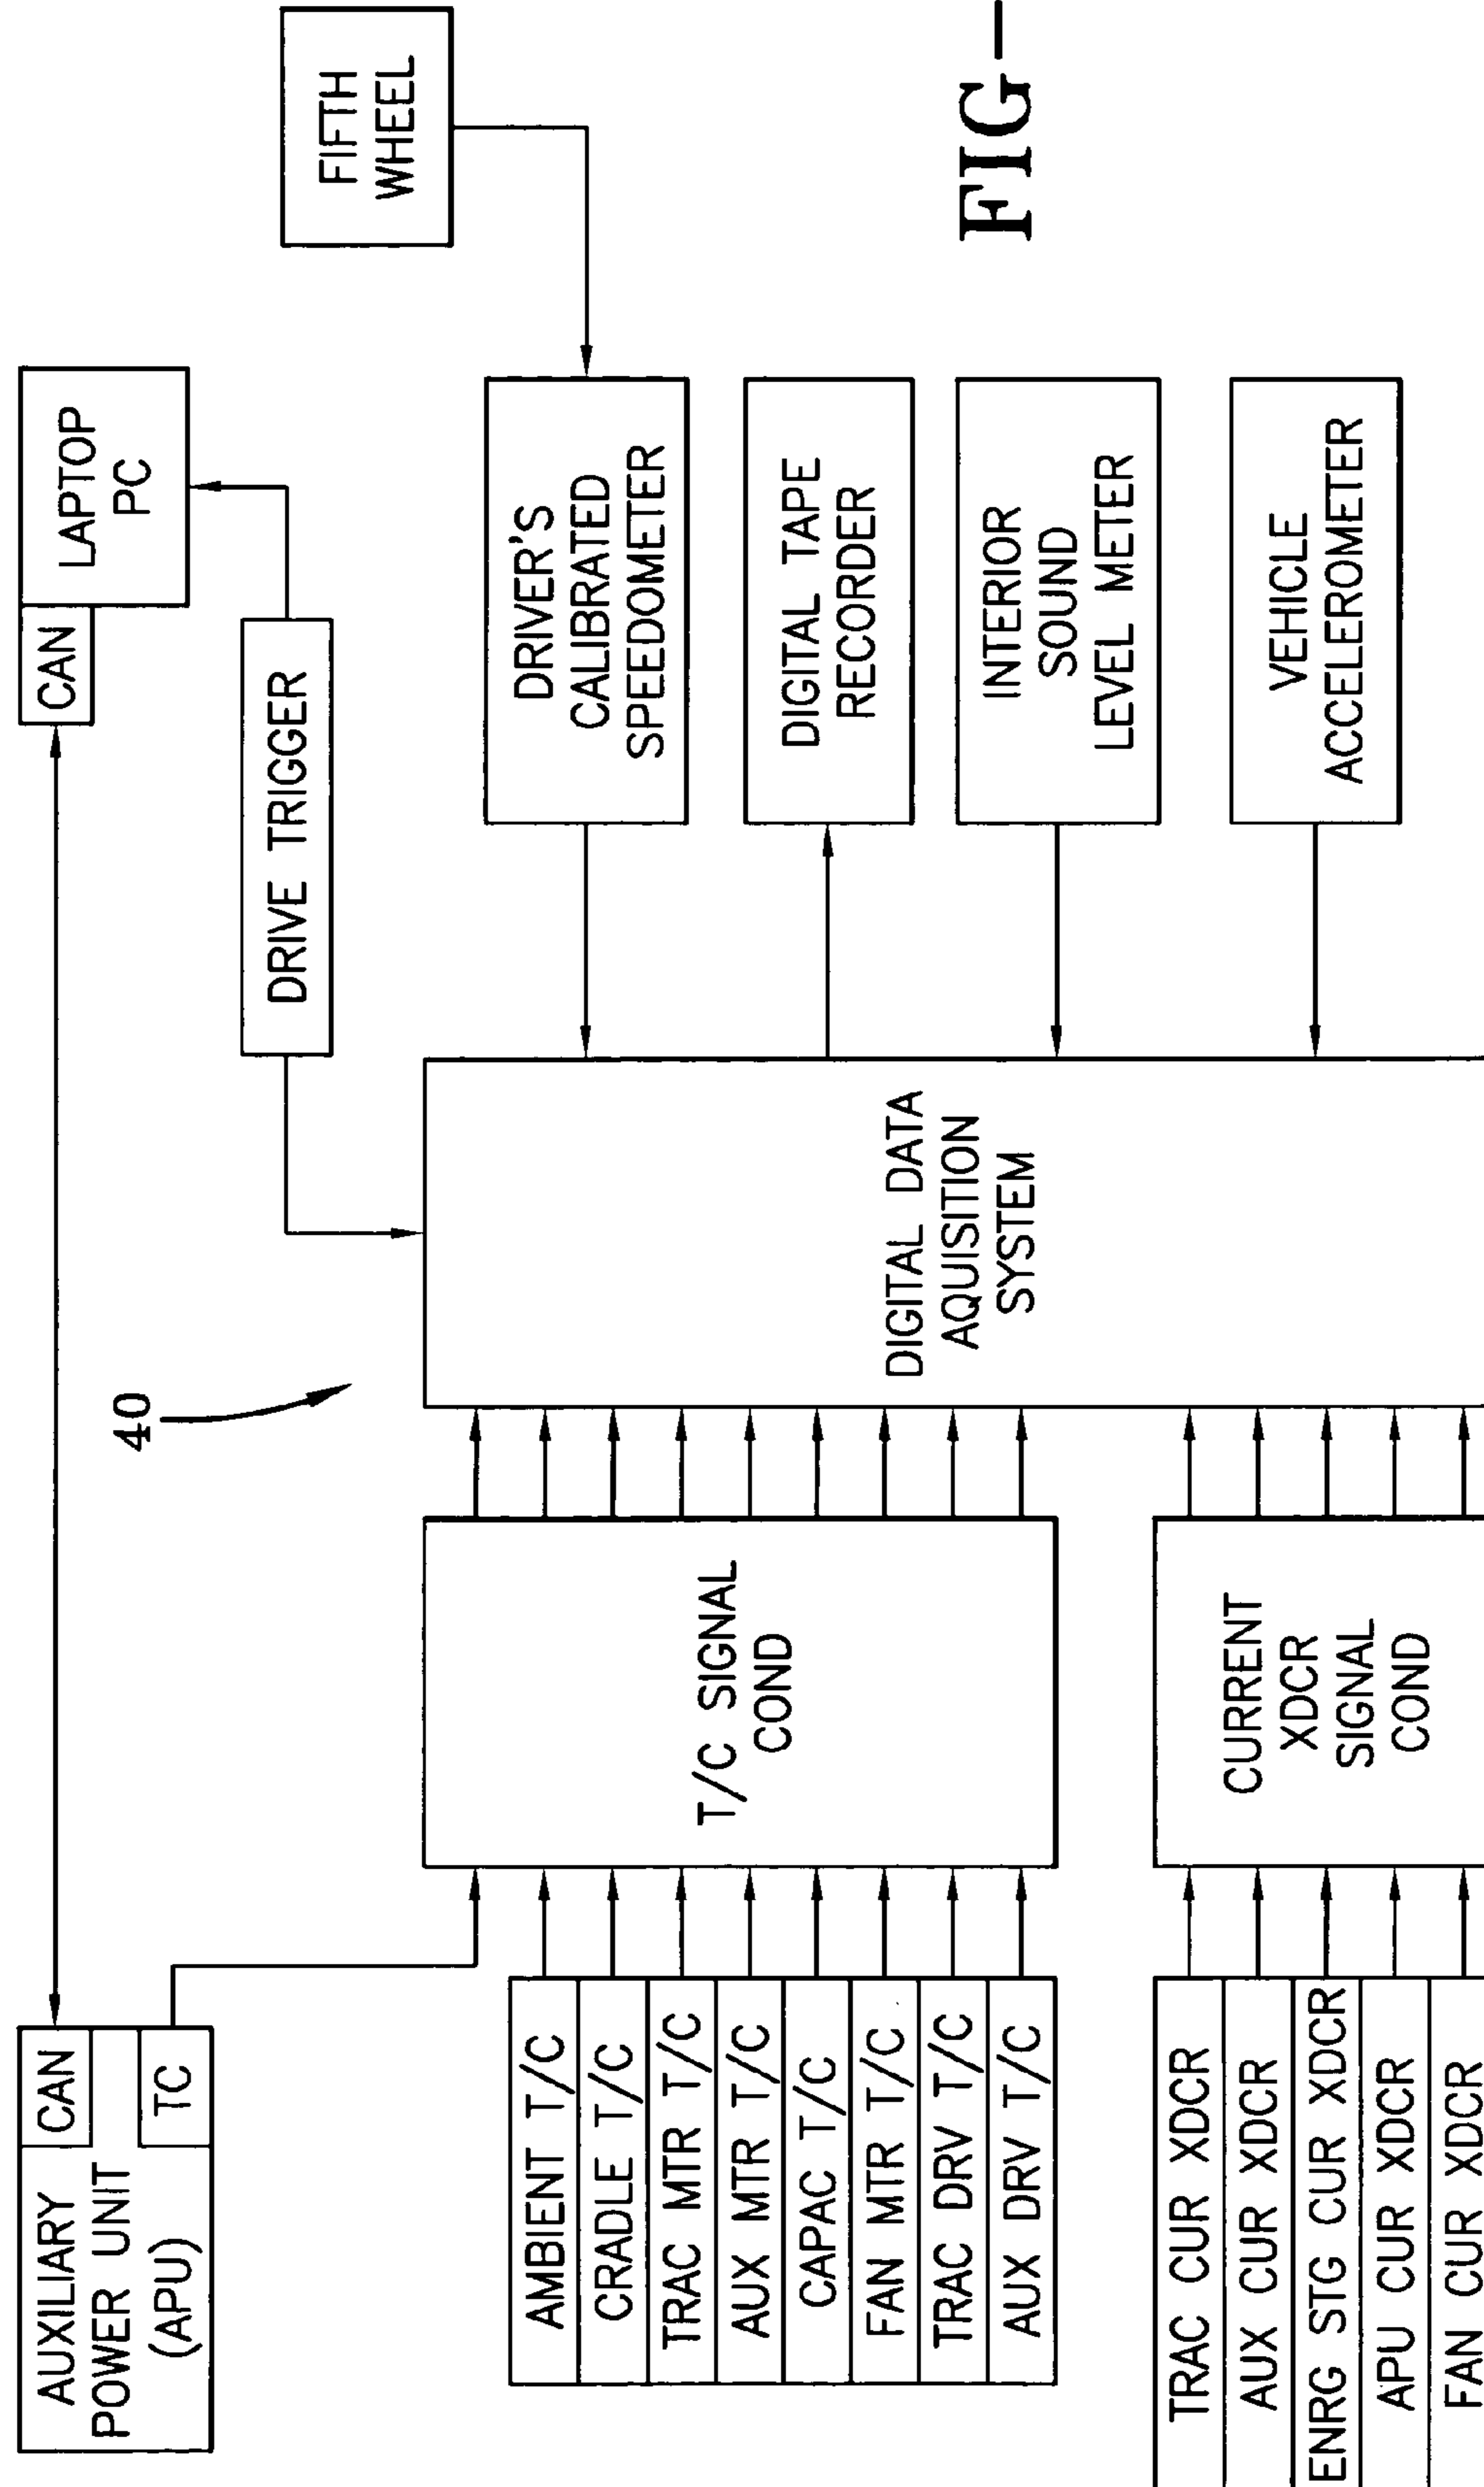 AUXILIARY
POWER UNIT
(APU)
CAN
TC
40
CAN
LAPTOP
PC
DRIVE TRIGGER
FIFTH
WHEEL
AMBIENT T/C
CRADLE T/C
TRAC MTR T/C
AUX MTR T/C
CAPAC T/C
FAN MTR T/C
TRAC DRV T/C
AUX DRV T/C
T/C SIGNAL
COND
DIGITAL DATA
AQUISITION
SYSTEM
DRIVER'S
CALIBRATED
SPEEDOMETER
DIGITAL TAPE
RECORDER
INTERIOR
SOUND
LEVEL METER
VEHICLE
ACCELEROMETER
TRAC CUR XDCR
AUX CUR XDCR
ENRG STG CUR XDCR
APU CUR XDCR
FAN CUR XDCR
CURRENT
XDCR
SIGNAL
COND
FIG-